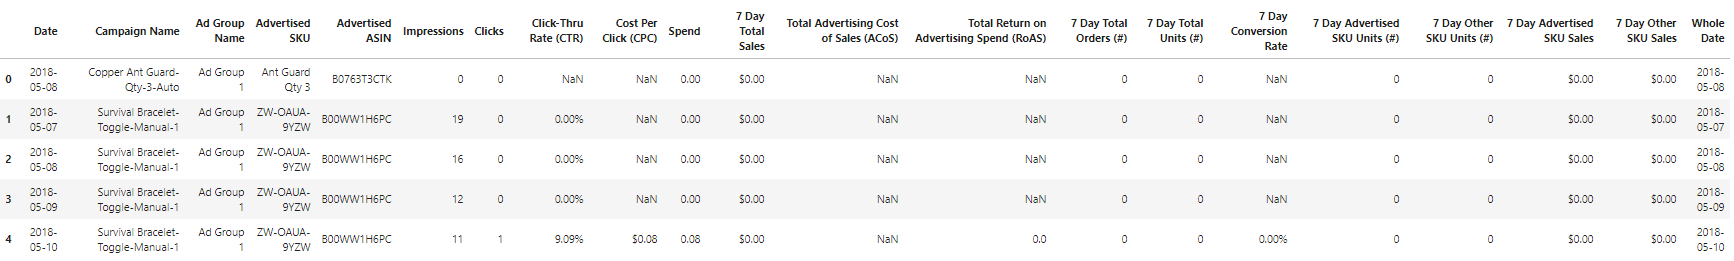 Date Campaign Name Ad Group Name Advertised SKU Advertised ASIN Impressions Clicks Click-Thru Rate (CTR) Cost Per Click (CPC) Spend 7 Day Total Sales Total Advertising Cost of Sales (ACoS) Total Return on Advertising Spend (RoAS) 7 Day Total Orders (#) 7 Day Total Units (#) 7 Day Conversion Rate 7 Day Advertised SKU Units (#) 7 Day Other SKU Units (#) 7 Day Advertised SKU Sales 7 Day Other SKU Sales Whole Date
0 2018-05-08 Copper Ant Guard-Qty-3-Auto Ad Group 1 Ant Guard Qty 3 B0763T3CTK 0 0 NaN NaN 0.00 $0.00 NaN NaN 0 0 NaN 0 0 $0.00 $0.00 2018-05-08
1 2018-05-07 Survival Bracelet-Toggle-Manual-1 Ad Group 1 ZW-OAUA-9YZW B00WW1H6PC 19 0 0.00% NaN 0.00 $0.00 NaN NaN 0 0 NaN 0 0 $0.00 $0.00 2018-05-07
2 2018-05-08 Survival Bracelet-Toggle-Manual-1 Ad Group 1 ZW-OAUA-9YZW B00WW1H6PC 16 0 0.00% NaN 0.00 $0.00 NaN NaN 0 0 NaN 0 0 $0.00 $0.00 2018-05-08
3 2018-05-09 Survival Bracelet-Toggle-Manual-1 Ad Group 1 ZW-OAUA-9YZW B00WW1H6PC 12 0 0.00% NaN 0.00 $0.00 NaN NaN 0 0 NaN 0 0 $0.00 $0.00 2018-05-09
4 2018-05-10 Survival Bracelet-Toggle-Manual-1 Ad Group 1 ZW-OAUA-9YZW B00WW1H6PC 11 1 9.09% $0.08 0.08 $0.00 NaN 0.0 0 0 0.00% 0 0 $0.00 $0.00 2018-05-10